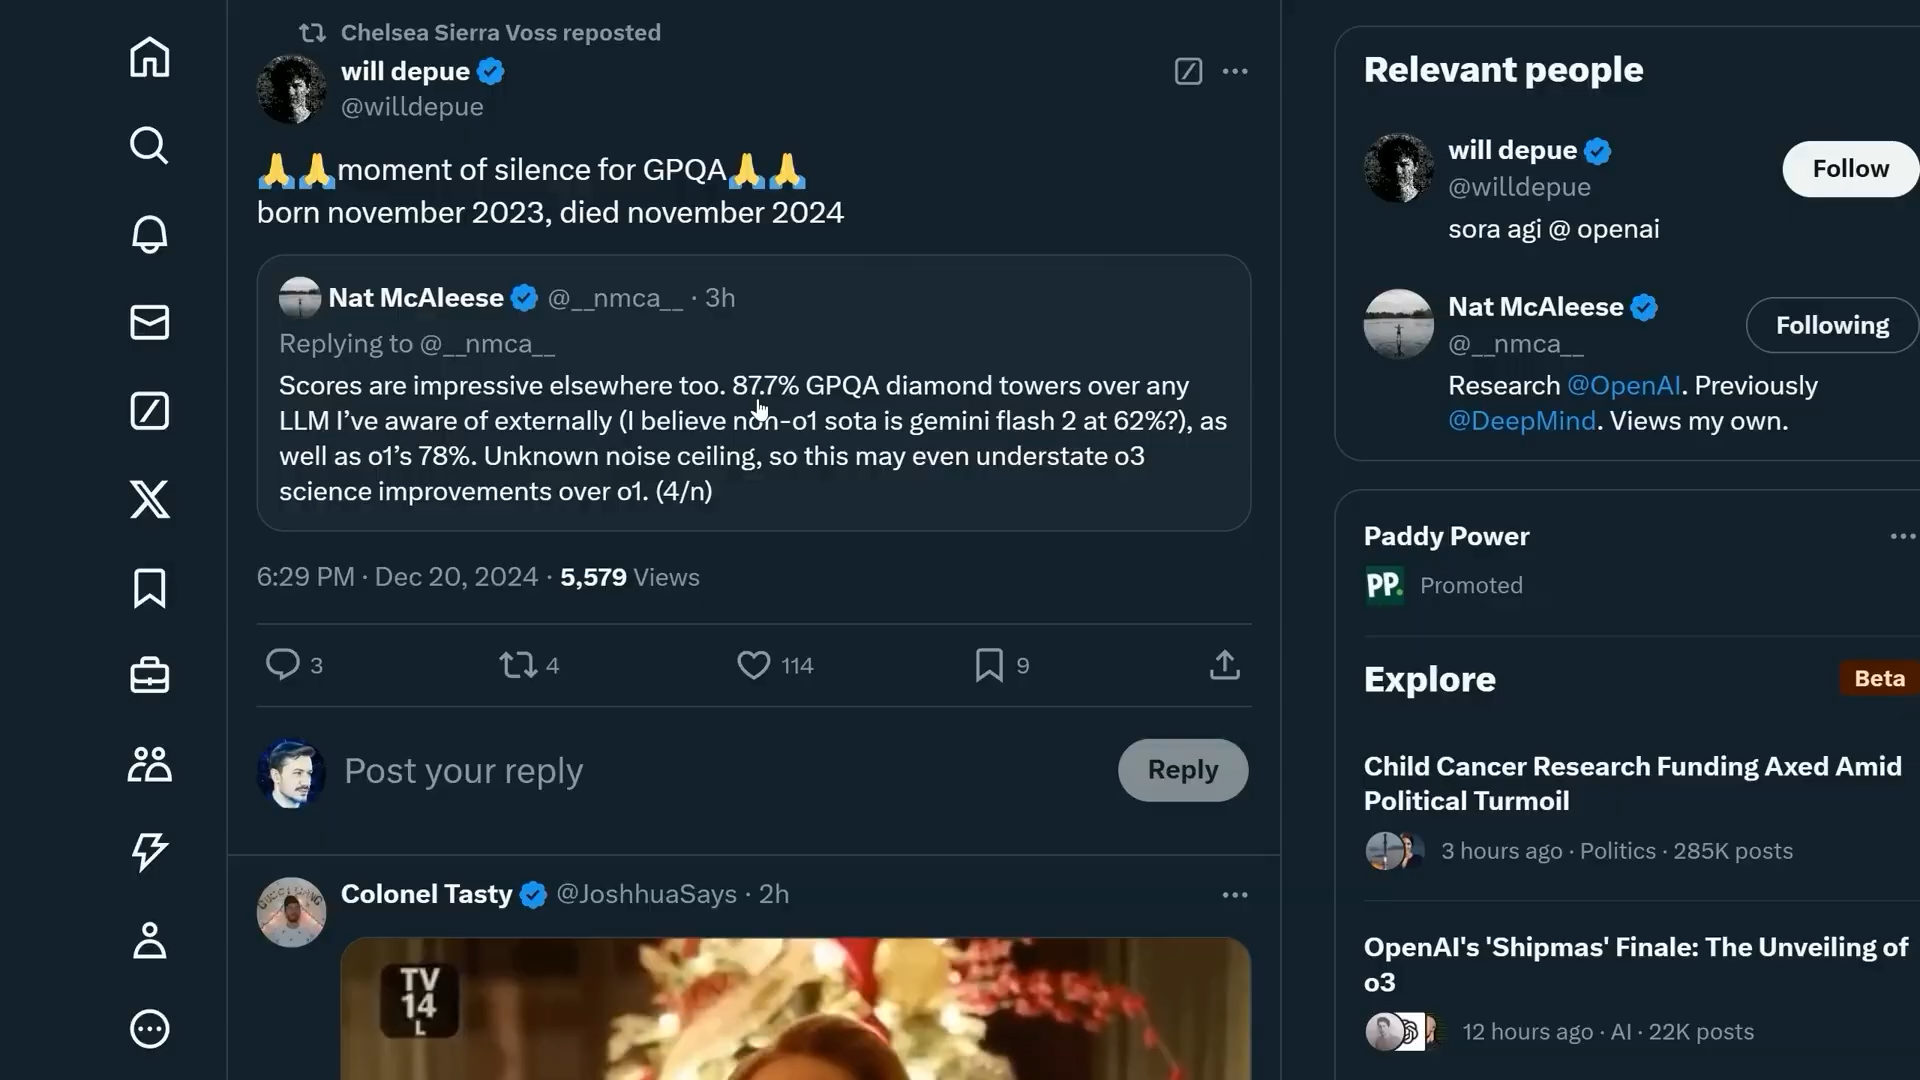 Chelsea Sierra Voss reposted
will depue
@willdepue
🙏🙏moment of silence for GPQA🙏🙏
born november 2023, died november 2024
Nat McAleese @__nmca__ · 3h
Replying to @__nmca__
Scores are impressive elsewhere too. 87.7% GPQA diamond towers over any
LLM I’ve aware of externally (I believe non-o1 sota is gemini flash 2 at 62%?), as
well as o1’s 78%. Unknown noise ceiling, so this may even understate o3
science improvements over o1. (4/n)
6:29 PM · Dec 20, 2024 · 5,579 Views
3
4
114
9
Post your reply
Reply
Colonel Tasty @JoshhuaSays · 2h
TV
14
L
Relevant people
will depue
@willdepue
Follow
sora agi @ openai
Nat McAleese
@__nmca__
Following
Research @OpenAI. Previously
@DeepMind. Views my own.
Paddy Power
PP.
Promoted
Explore
Beta
Child Cancer Research Funding Axed Amid
Political Turmoil
3 hours ago · Politics · 285K posts
OpenAI's 'Shipmas' Finale: The Unveiling of
o3
12 hours ago · AI · 22K posts